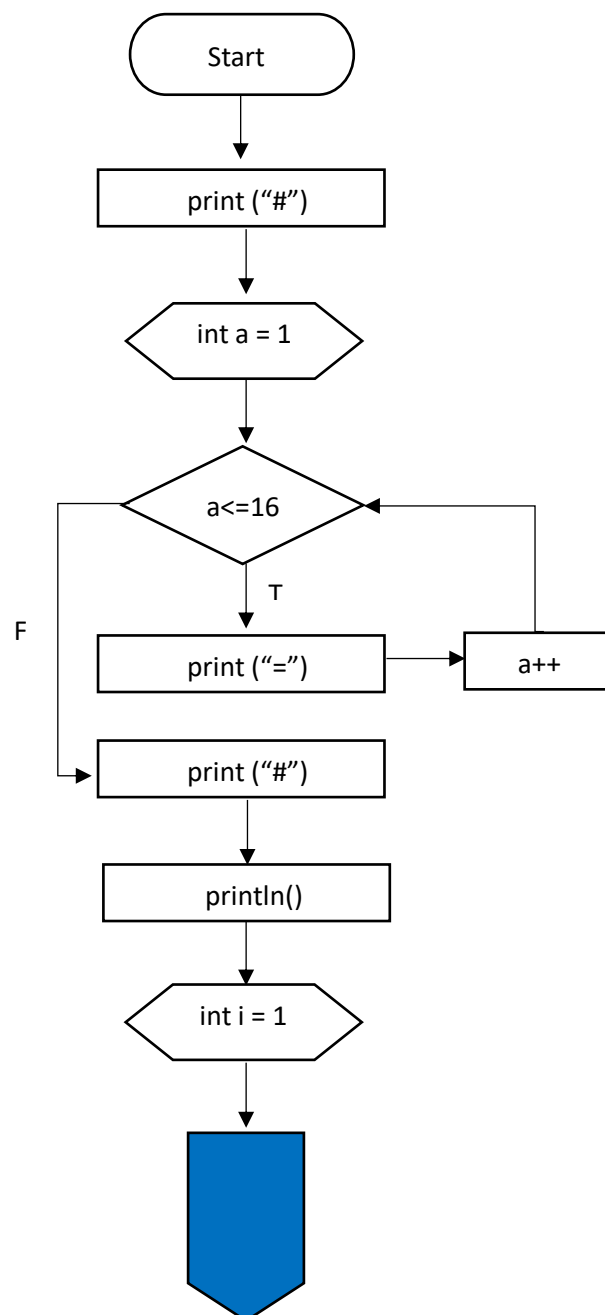 Start
print (“#”)
int a = 1
a<=16
T
F
print (“=”)
a++
print (“#”)
println()
int i = 1